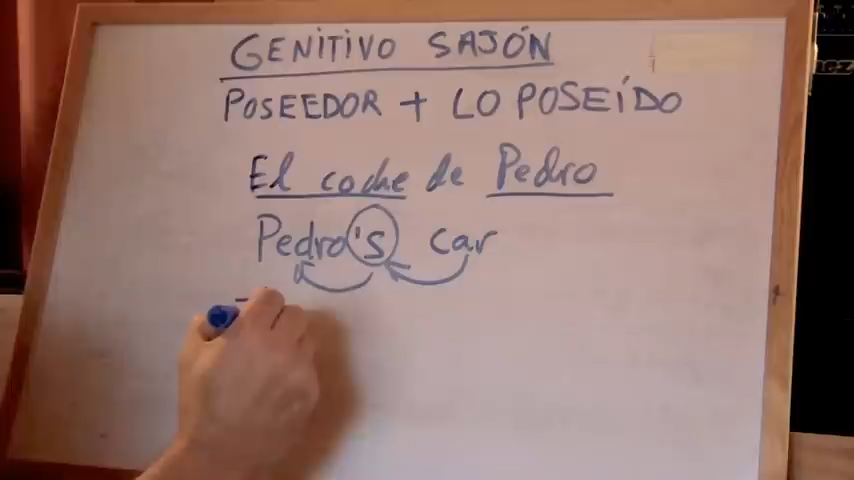 GENITIVO SAJÓN
POSEEDOR + LO POSEÍDO
El coche de Pedro
Pedro's car